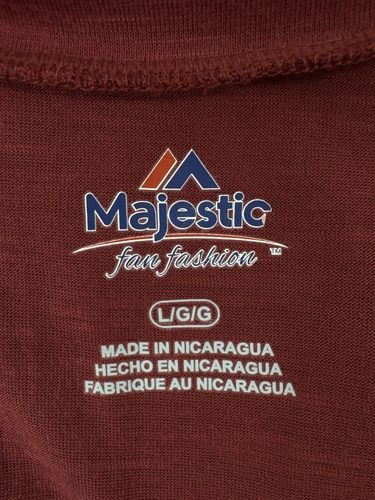 Majestic
fan fashion ™
L/G/G
MADE IN NICARAGUA
HECHO EN NICARAGUA
FABRIQUE AU NICARAGUA